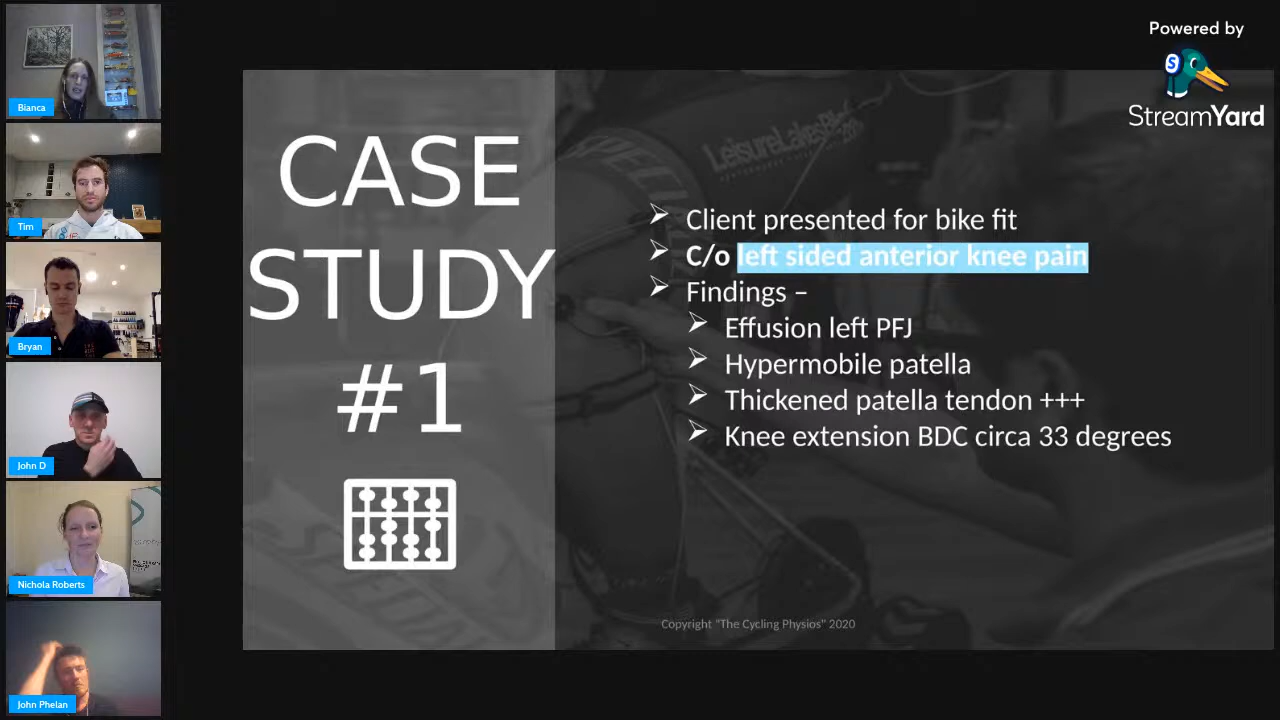 Bianca
Tim
Bryan
John D
Nichola Roberts
John Phelan
CASE
STUDY
#1
Client presented for bike fit
C/o left sided anterior knee pain
Findings –
Effusion left PFJ
Hypermobile patella
Thickened patella tendon +++
Knee extension BDC circa 33 degrees
Copyright "The Cycling Physios" 2020
Powered by
S
StreamYard